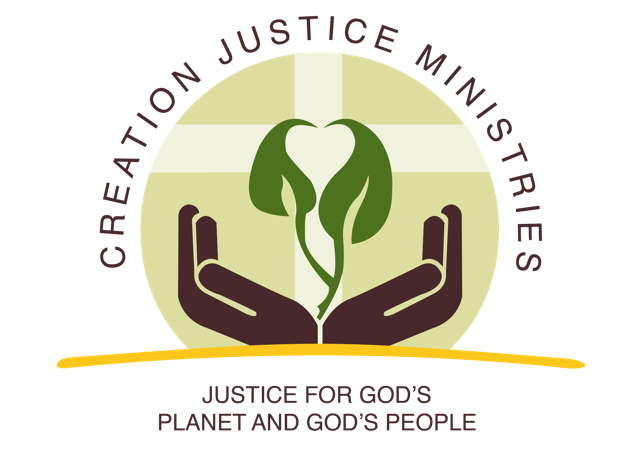 CREATION JUSTICE MINISTRIES
JUSTICE FOR GOD'S
PLANET AND GOD'S PEOPLE